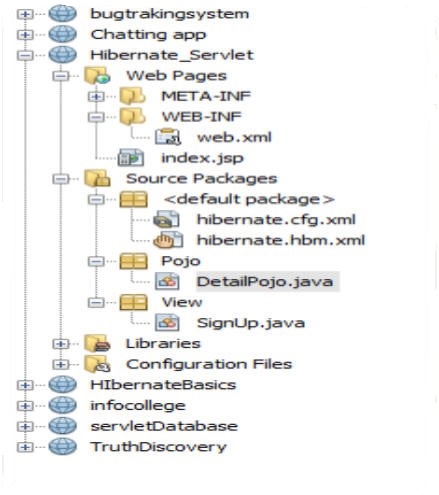 bugtrakingsystem
Chatting app
Hibernate_Servlet
Web Pages
META-INF
WEB-INF
web.xml
index.jsp
Source Packages
<default package>
hibernate.cfg.xml
hibernate.hbm.xml
Pojo
DetailPojo.java
View
SignUp.java
Libraries
Configuration Files
HIbernateBasics
infocollege
servletDatabase
TruthDiscovery